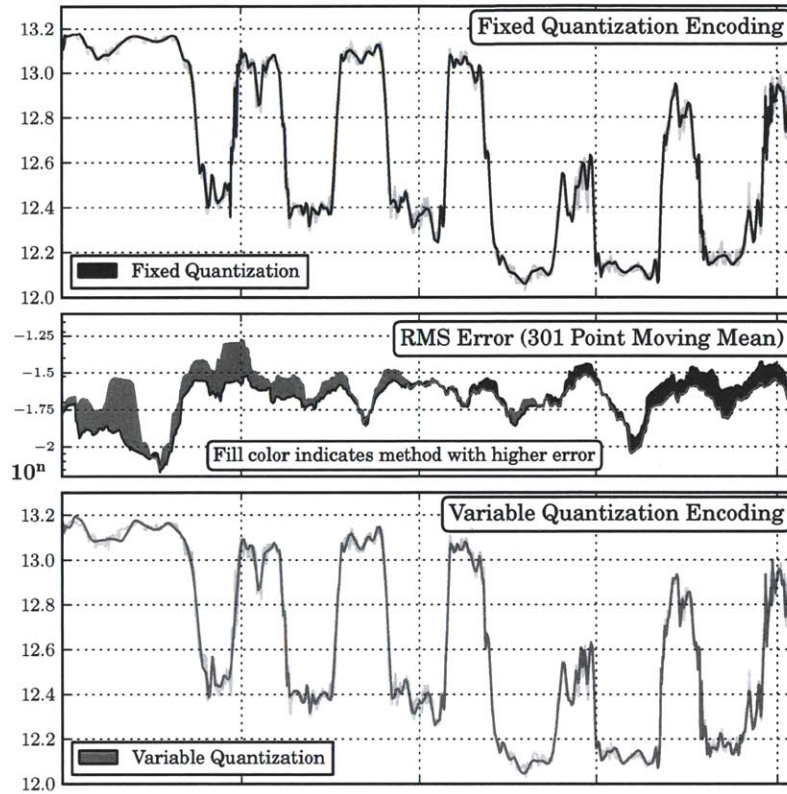 Fixed Quantization Encoding
13.2
13.0
12.8
12.6
12.4
12.2
12.0
Fixed Quantization
RMS Error (301 Point Moving Mean)
−1.25
−1.5
−1.75
−2
10ⁿ
Fill color indicates method with higher error
Variable Quantization Encoding
13.2
13.0
12.8
12.6
12.4
12.2
12.0
Variable Quantization